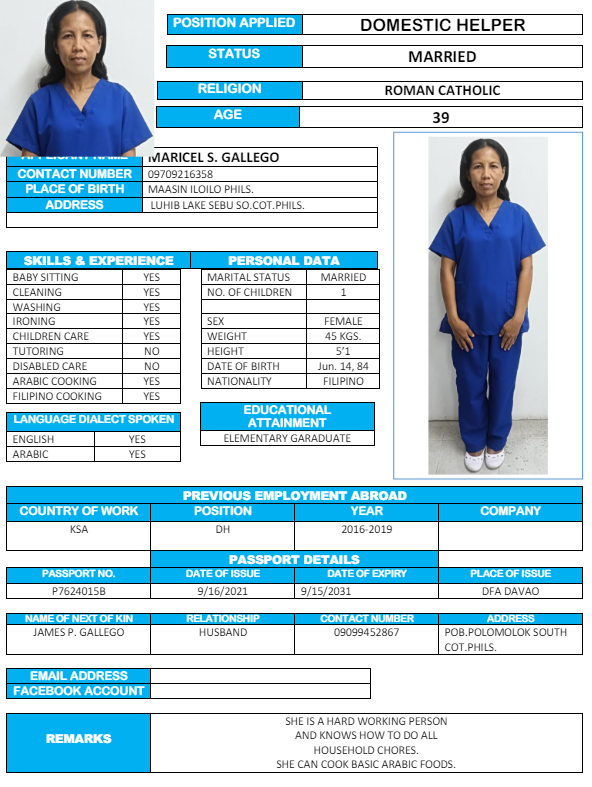 POSITION APPLIED DOMESTIC HELPER
STATUS MARRIED
RELIGION ROMAN CATHOLIC
AGE 39
APPLICANT NAME MARICEL S. GALLEGO
CONTACT NUMBER 09709216358
PLACE OF BIRTH MAASIN ILOILO PHILS.
ADDRESS LUHIB LAKE SEBU SO.COT.PHILS.
SKILLS & EXPERIENCE
BABY SITTING YES
CLEANING YES
WASHING YES
IRONING YES
CHILDREN CARE YES
TUTORING NO
DISABLED CARE NO
ARABIC COOKING YES
FILIPINO COOKING YES
PERSONAL DATA
MARITAL STATUS MARRIED
NO. OF CHILDREN 1
SEX FEMALE
WEIGHT 45 KGS.
HEIGHT 5’1
DATE OF BIRTH Jun. 14, 84
NATIONALITY FILIPINO
LANGUAGE DIALECT SPOKEN
ENGLISH YES
ARABIC YES
EDUCATIONAL
ATTAINMENT
ELEMENTARY GARADUATE
PREVIOUS EMPLOYMENT ABROAD
COUNTRY OF WORK POSITION YEAR COMPANY
KSA DH 2016-2019
PASSPORT DETAILS
PASSPORT NO. DATE OF ISSUE DATE OF EXPIRY PLACE OF ISSUE
P7624015B 9/16/2021 9/15/2031 DFA DAVAO
NAME OF NEXT OF KIN RELATIONSHIP CONTACT NUMBER ADDRESS
JAMES P. GALLEGO HUSBAND 09099452867 POB.POLOMOLOK SOUTH
COT.PHILS.
EMAIL ADDRESS
FACEBOOK ACCOUNT
REMARKS
SHE IS A HARD WORKING PERSON
AND KNOWS HOW TO DO ALL
HOUSEHOLD CHORES.
SHE CAN COOK BASIC ARABIC FOODS.